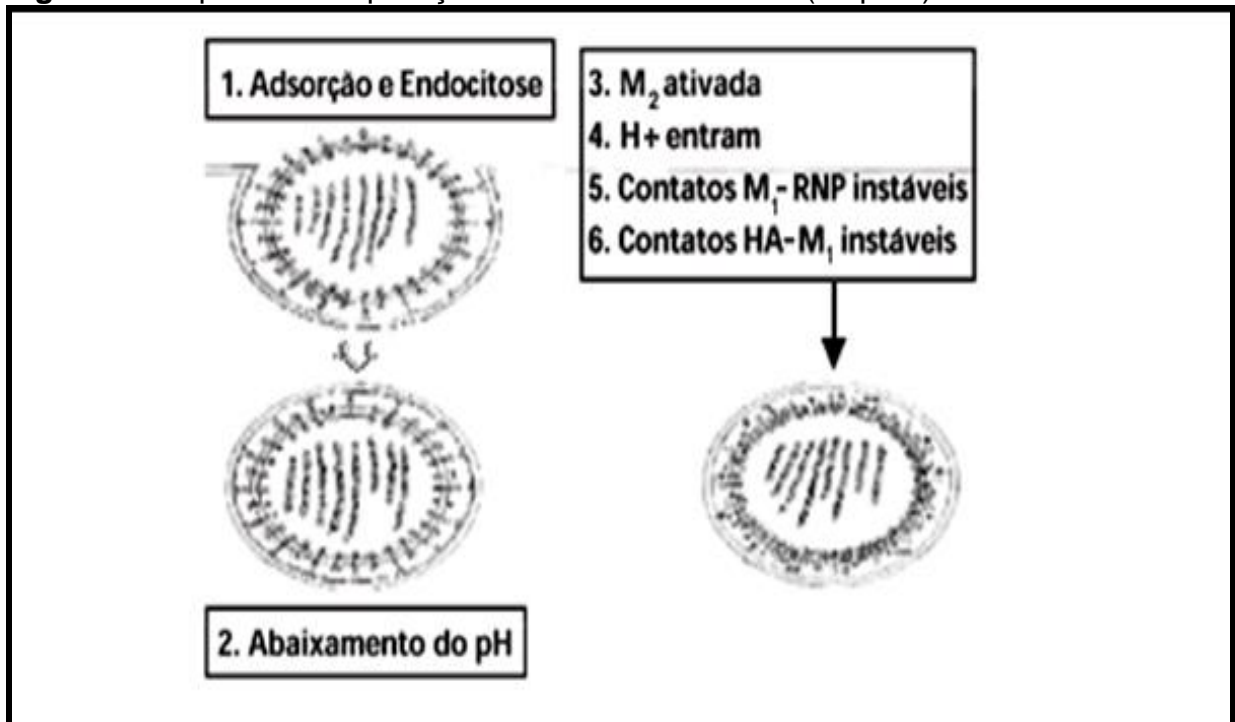 1. Adsorção e Endocitose
3. M₂ ativada
4. H+ entram
5. Contatos M₁- RNP instáveis
6. Contatos HA-M₁ instáveis
2. Abaixamento do pH